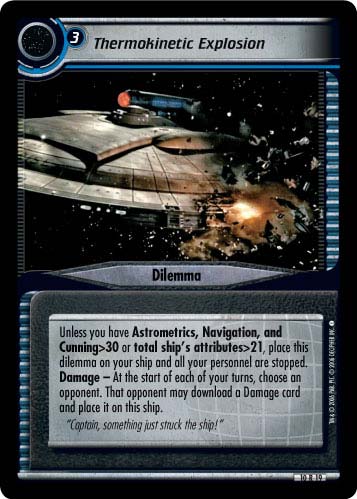 3
Thermokinetic Explosion
Dilemma
Unless you have Astrometrics, Navigation, and
Cunning>30 or total ship's attributes>21, place this
dilemma on your ship and all your personnel are stopped.
Damage – At the start of each of your turns, choose an
opponent. That opponent may download a Damage card
and place it on this ship.
"Captain, something just struck the ship!"
10 R 19